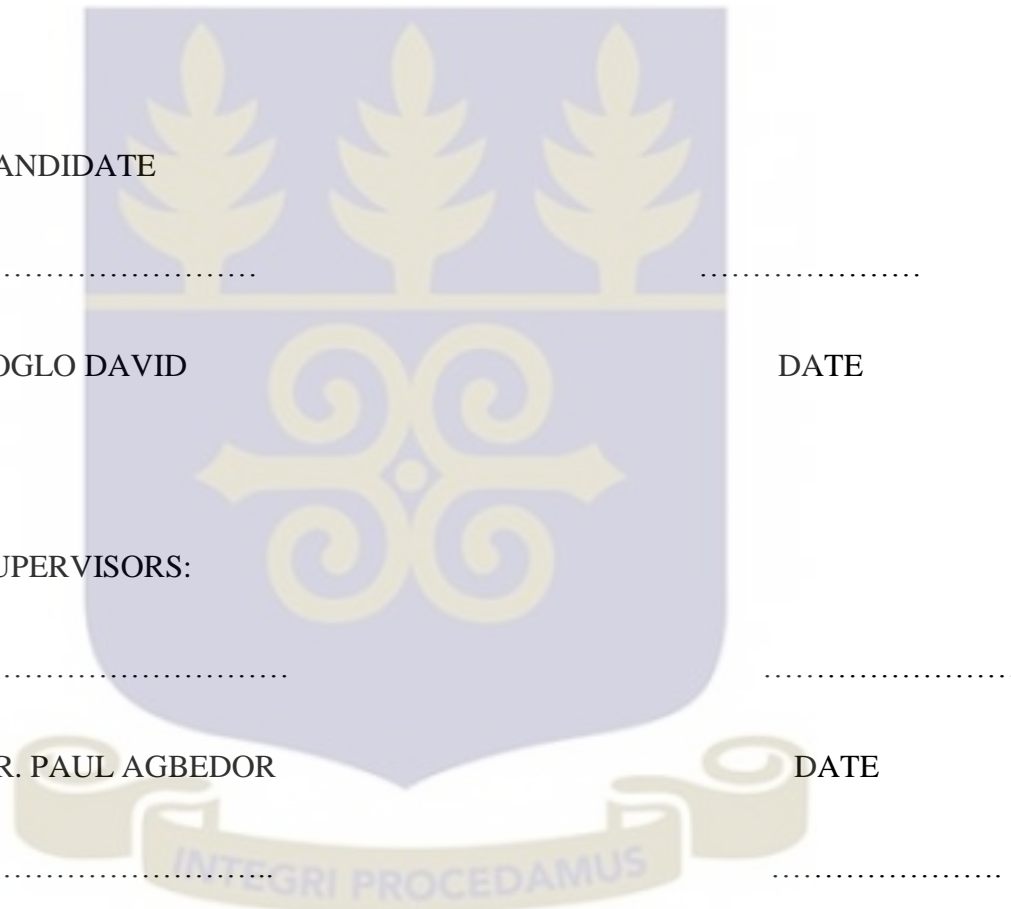 ANDIDATE
………………………. ………………….
OGLO DAVID DATE
UPERVISORS:
…………………………. …………………….
R. PAUL AGBEDOR DATE
………………………. ………………….
INTEGRI PROCEDAMUS